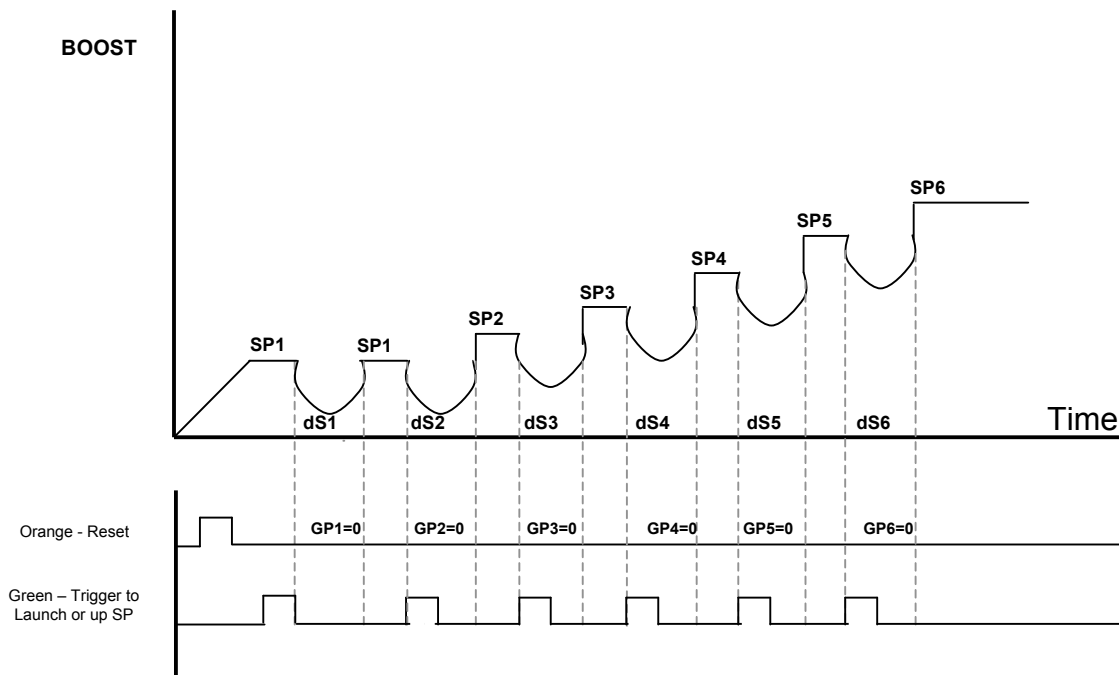 BOOST
SP6
SP5
SP4
SP3
SP2
SP1 SP1
dS1 dS2 dS3 dS4 dS5 dS6
Time
Orange - Reset
GP1=0 GP2=0 GP3=0 GP4=0 GP5=0 GP6=0
Green – Trigger to
Launch or up SP